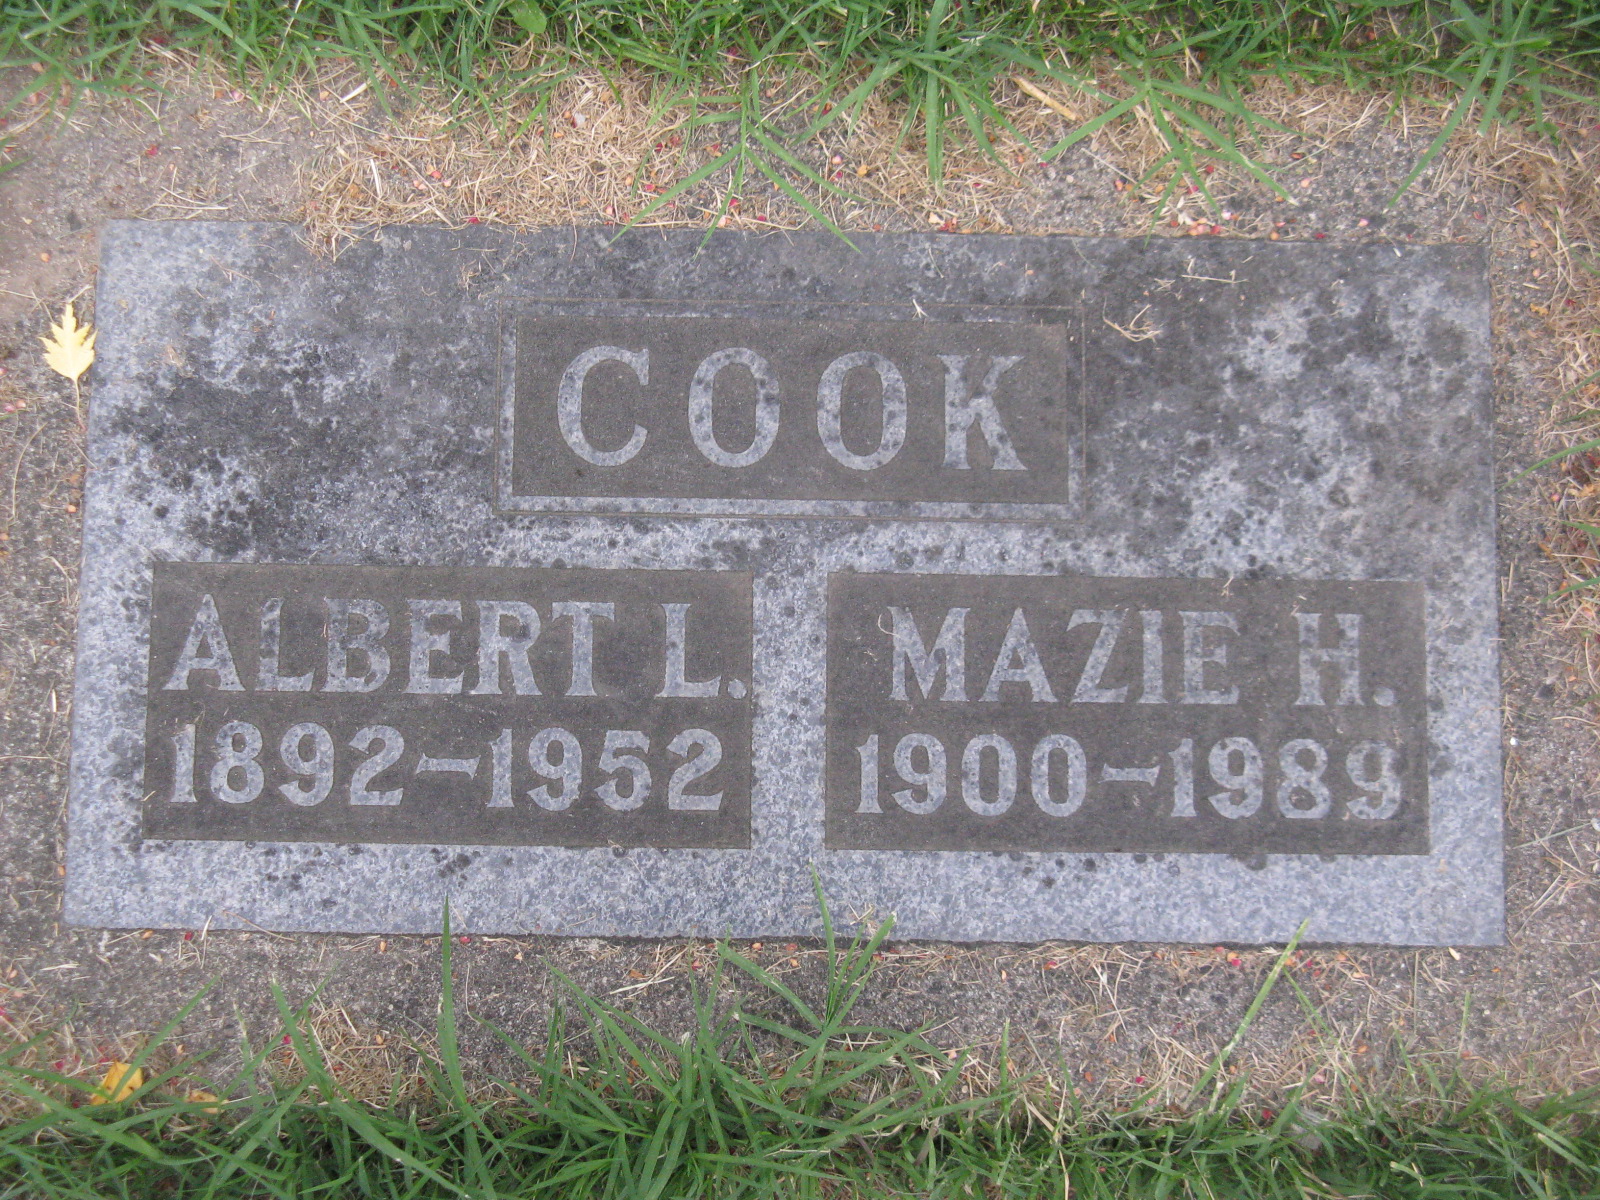 COOK
ALBERT L.
1892-1952
MAZIE H.
1900-1989